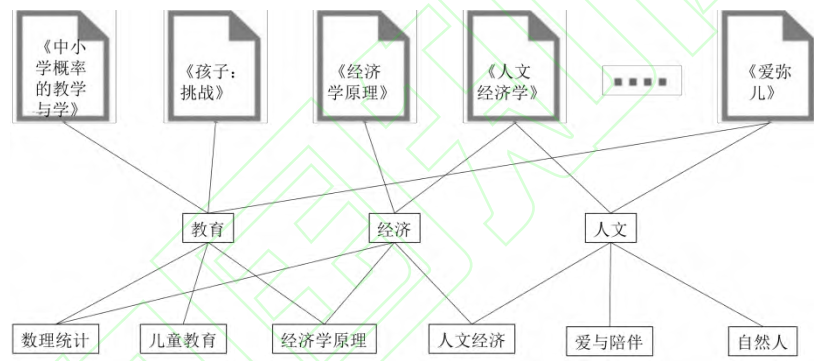 《中小
学概率
的教学
与学》
《孩子：
挑战》
《经济
学原理》
《人文
经济学》
《爱弥
儿》
教育
经济
人文
数理统计
儿童教育
经济学原理
人文经济
爱与陪伴
自然人